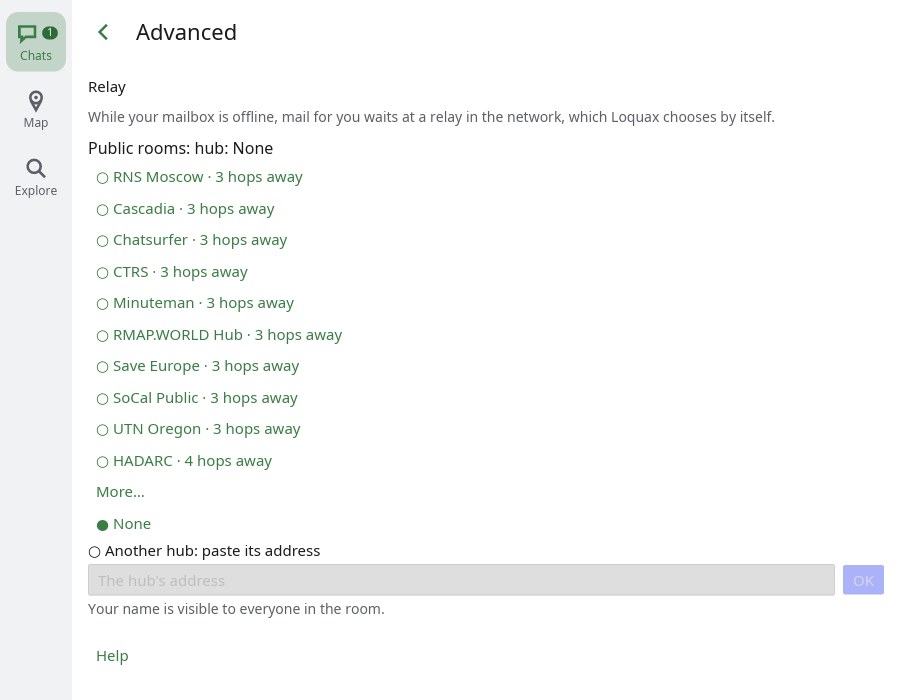 1
Chats
Map
Explore
Advanced
Relay
While your mailbox is offline, mail for you waits at a relay in the network, which Loquax chooses by itself.
Public rooms: hub: None
RNS Moscow · 3 hops away
Cascadia · 3 hops away
Chatsurfer · 3 hops away
CTRS · 3 hops away
Minuteman · 3 hops away
RMAP.WORLD Hub · 3 hops away
Save Europe · 3 hops away
SoCal Public · 3 hops away
UTN Oregon · 3 hops away
HADARC · 4 hops away
More...
None
Another hub: paste its address
The hub's address
OK
Your name is visible to everyone in the room.
Help